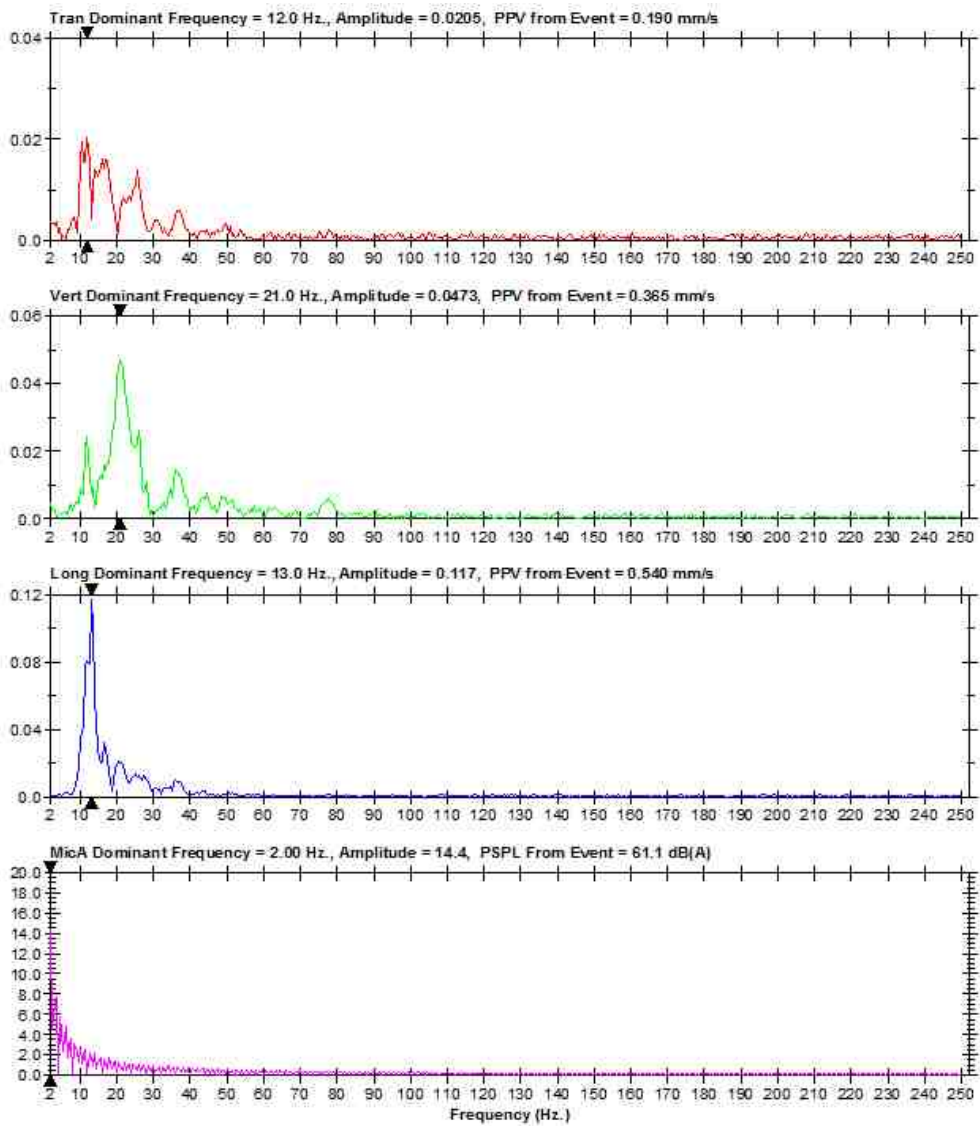 Tran Dominant Frequency = 12.0 Hz., Amplitude = 0.0205, PPV from Event = 0.190 mm/s
0.04
0.02
0.0
2 10 20 30 40 50 60 70 80 90 100 110 120 130 140 150 160 170 180 190 200 210 220 230 240 250
Vert Dominant Frequency = 21.0 Hz., Amplitude = 0.0473, PPV from Event = 0.365 mm/s
0.06
0.04
0.02
0.0
2 10 20 30 40 50 60 70 80 90 100 110 120 130 140 150 160 170 180 190 200 210 220 230 240 250
Long Dominant Frequency = 13.0 Hz., Amplitude = 0.117, PPV from Event = 0.540 mm/s
0.12
0.08
0.04
0.0
2 10 20 30 40 50 60 70 80 90 100 110 120 130 140 150 160 170 180 190 200 210 220 230 240 250
MicA Dominant Frequency = 2.00 Hz., Amplitude = 14.4, PSPL From Event = 61.1 dB(A)
20.0
18.0
16.0
14.0
12.0
10.0
8.0
6.0
4.0
2.0
0.0
2 10 20 30 40 50 60 70 80 90 100 110 120 130 140 150 160 170 180 190 200 210 220 230 240 250
Frequency (Hz.)